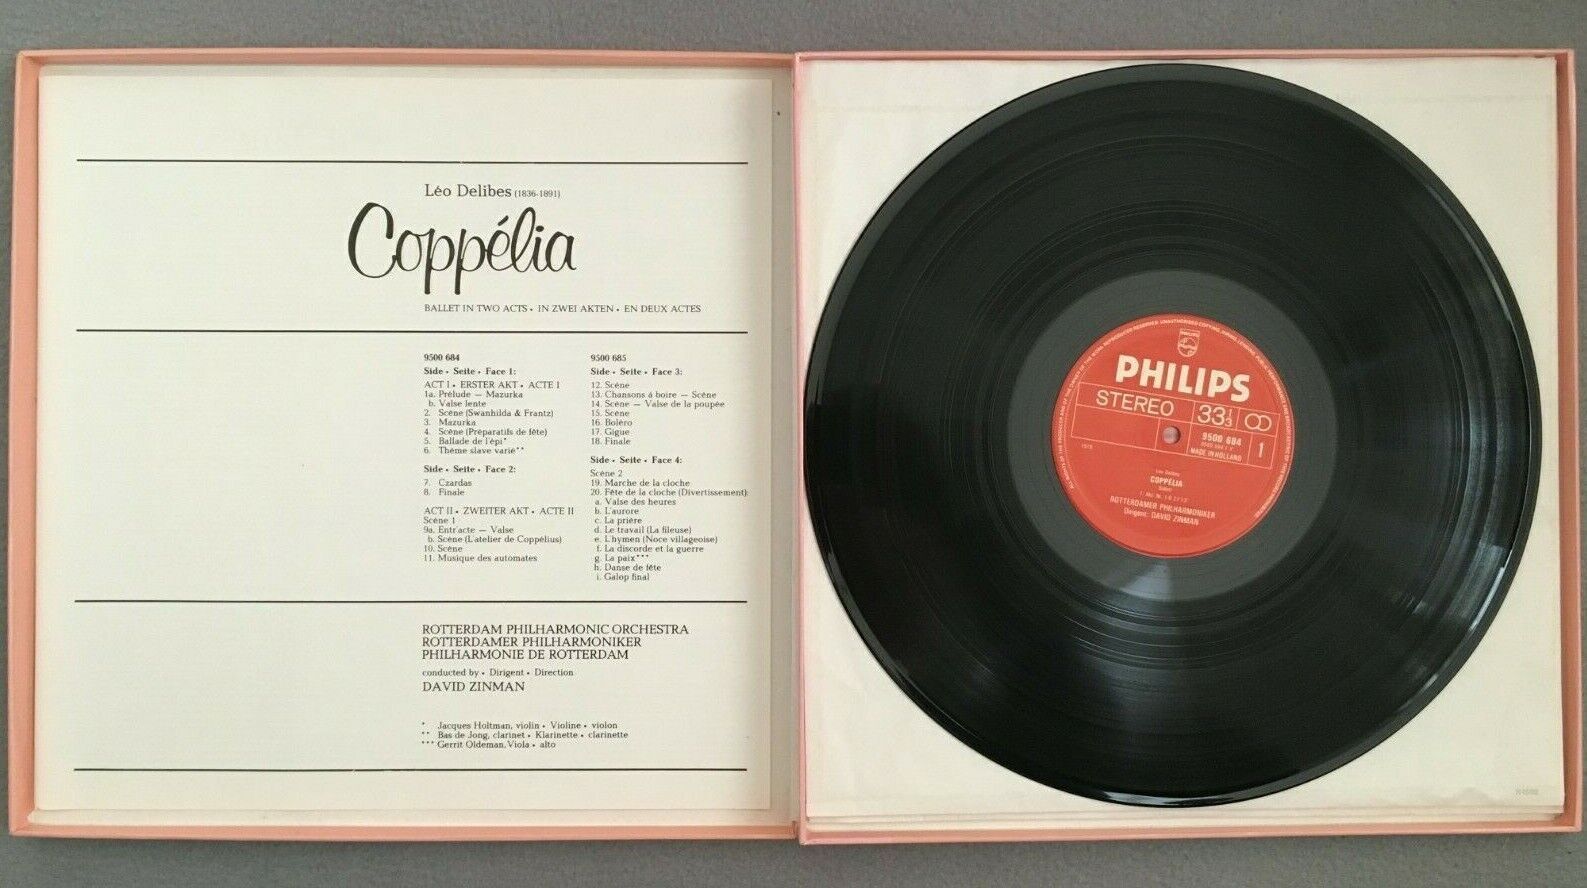 Léo Delibes (1836-1891)
Coppélia
BALLET IN TWO ACTS • IN ZWEI AKTEN • EN DEUX ACTES
9500 684
Side • Seite • Face 1:
ACT I • ERSTER AKT • ACTE I
1a. Prélude — Mazurka
b. Valse lente
2. Scène (Swanhilda & Frantz)
3. Mazurka
4. Scène (Préparatifs de fête)
5. Ballade de l'épi*
6. Thème slave varié**
Side • Seite • Face 2:
7. Czardas
8. Finale
ACT II • ZWEITER AKT • ACTE II
Scène 1
9a. Entr'acte — Valse
b. Scène (L'atelier de Coppélius)
10. Scène
11. Musique des automates
9500 685
Side • Seite • Face 3:
12. Scène
13. Chansons à boire — Scène
14. Scène — Valse de la poupée
15. Scène
16. Boléro
17. Gigue
18. Finale
Side • Seite • Face 4:
Scène 2
19. Marche de la cloche
20. Fête de la cloche (Divertissement)
a. Valse des heures
b. L'aurore
c. La prière
d. Le travail (La fileuse)
e. L'hymen (Noce villageoise)
f. La discorde et la guerre
g. La paix***
h. Danse de fête
i. Galop final
ROTTERDAM PHILHARMONIC ORCHESTRA
ROTTERDAMER PHILHARMONIKER
PHILHARMONIE DE ROTTERDAM
conducted by • Dirigent • Direction
DAVID ZINMAN
* Jacques Holtman, violin • Violine • violon
** Bas de Jong, clarinet • Klarinette • clarinette
*** Gerrit Oldeman, Viola • alto
PHILIPS
PHILIPS
STEREO 33⅓
9500 684
MADE IN HOLLAND
1
Léo Delibes
COPPÉLIA
ROTTERDAMER PHILHARMONIKER
Dirigent: DAVID ZINMAN